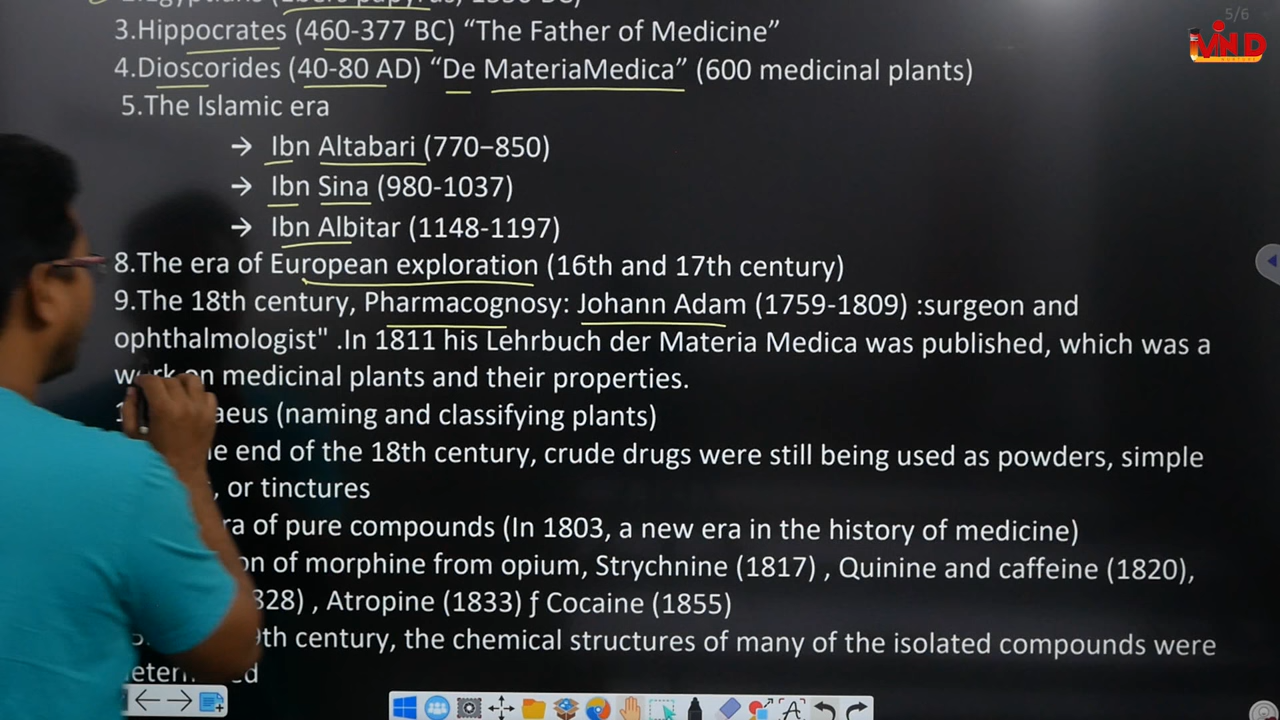 5/6
MIND
3.Hippocrates (460-377 BC) “The Father of Medicine”
4.Dioscorides (40-80 AD) “De MateriaMedica” (600 medicinal plants)
5.The Islamic era
→ Ibn Altabari (770–850)
→ Ibn Sina (980-1037)
→ Ibn Albitar (1148-1197)
8.The era of European exploration (16th and 17th century)
9.The 18th century, Pharmacognosy: Johann Adam (1759-1809) :surgeon and
ophthalmologist" .In 1811 his Lehrbuch der Materia Medica was published, which was a
work on medicinal plants and their properties.
aeus (naming and classifying plants)
end of the 18th century, crude drugs were still being used as powders, simple
, or tinctures
of pure compounds (In 1803, a new era in the history of medicine)
of morphine from opium, Strychnine (1817) , Quinine and caffeine (1820),
828) , Atropine (1833) ƒ Cocaine (1855)
9th century, the chemical structures of many of the isolated compounds were